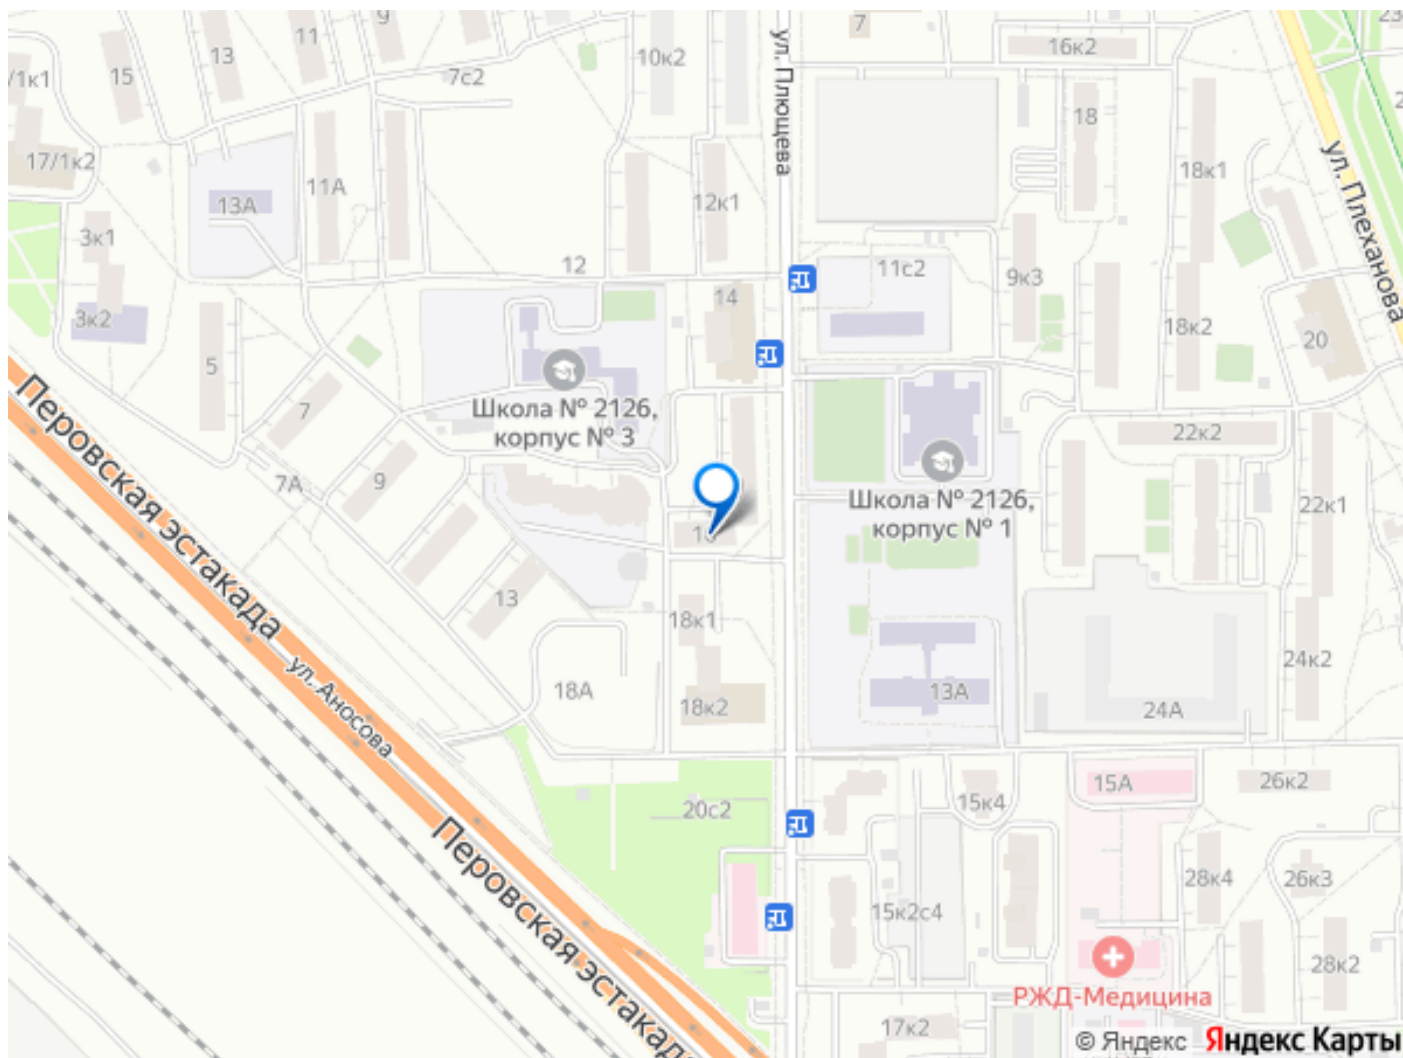 9
11
13
15
/1к1
7с2
10к2
ул. Плющева
7
16к2
23
18
17/1к2
11А
13А
12к1
18к1
ул. Плеханова
3к1
12
11с2
9к3
14
3к2
5
18к2
20
Школа № 2126,
корпус № 3
7
22к2
Перовская эстакада
7А
9
Школа № 2126,
корпус № 1
22к1
13
18к1
24к2
ул. Аносова
18А
18к2
13А
24А
20с2
15к4
15А
26к2
Перовская эстакада
15к2с4
28к4
26к3
28к2
РЖД-Медицина
17к2
© Яндекс Яндекс Карты